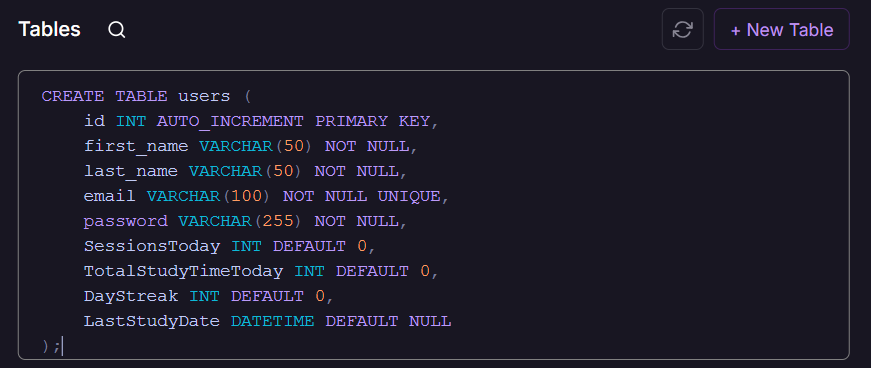 Tables
+ New Table
CREATE TABLE users (
    id INT AUTO_INCREMENT PRIMARY KEY,
    first_name VARCHAR(50) NOT NULL,
    last_name VARCHAR(50) NOT NULL,
    email VARCHAR(100) NOT NULL UNIQUE,
    password VARCHAR(255) NOT NULL,
    SessionsToday INT DEFAULT 0,
    TotalStudyTimeToday INT DEFAULT 0,
    DayStreak INT DEFAULT 0,
    LastStudyDate DATETIME DEFAULT NULL
);